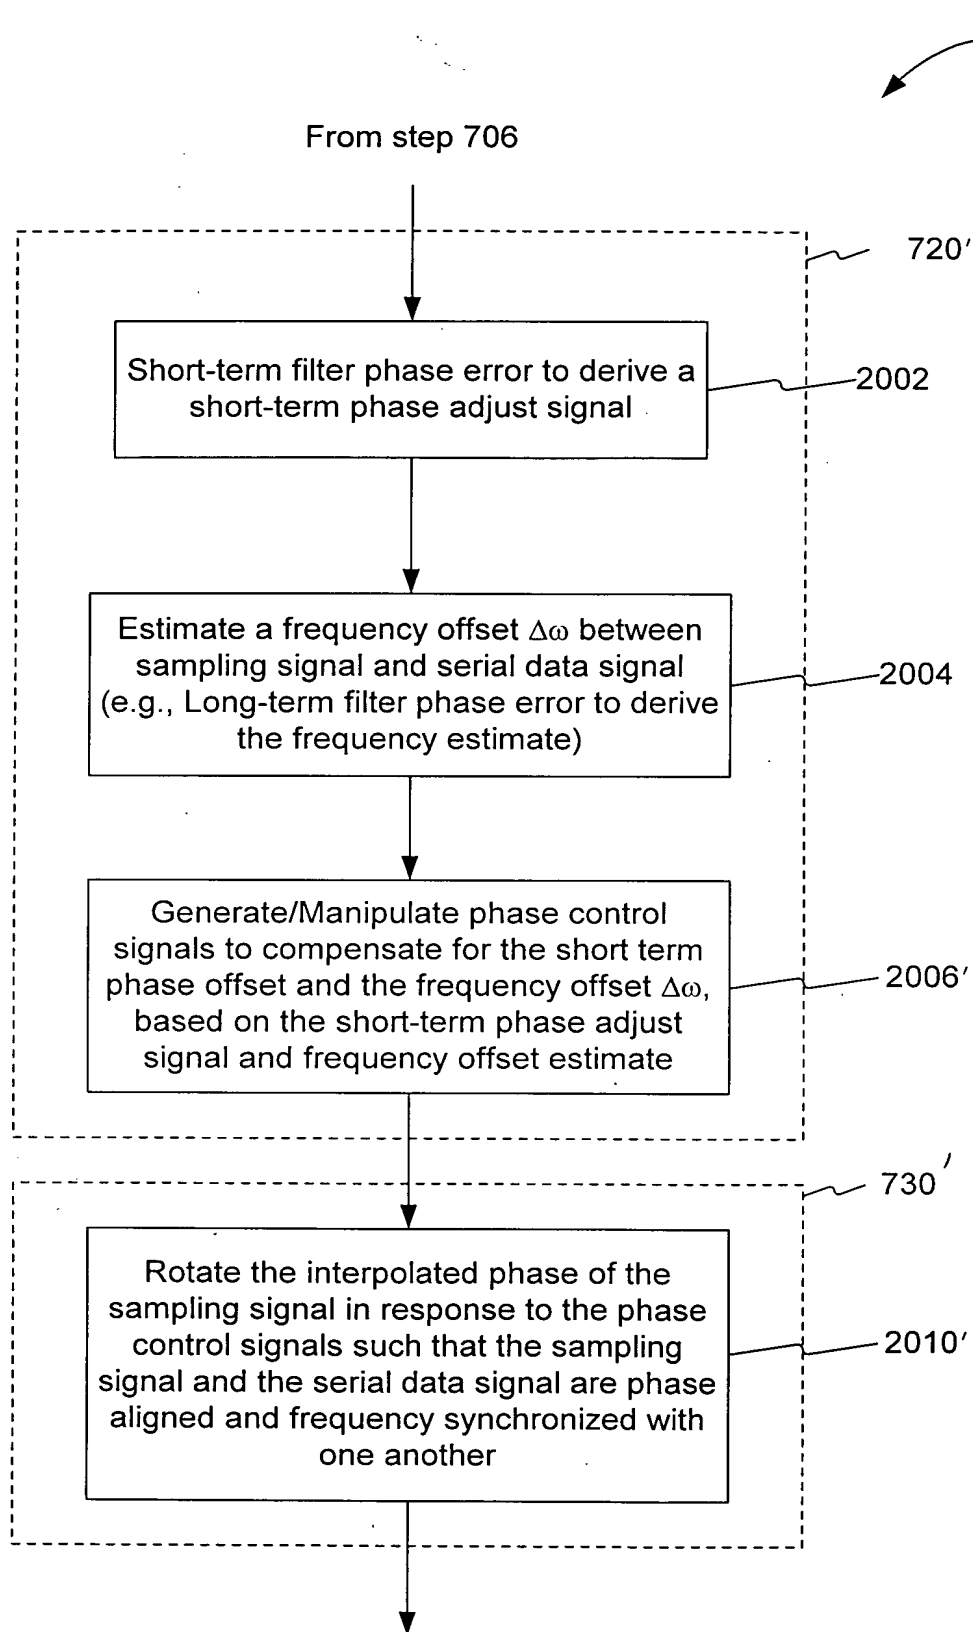 From step 706
720′
Short-term filter phase error to derive a
short-term phase adjust signal
2002
Estimate a frequency offset Δω between
sampling signal and serial data signal
(e.g., Long-term filter phase error to derive
the frequency estimate)
2004
Generate/Manipulate phase control
signals to compensate for the short term
phase offset and the frequency offset Δω,
based on the short-term phase adjust
signal and frequency offset estimate
2006′
730′
Rotate the interpolated phase of the
sampling signal in response to the phase
control signals such that the sampling
signal and the serial data signal are phase
aligned and frequency synchronized with
one another
2010′